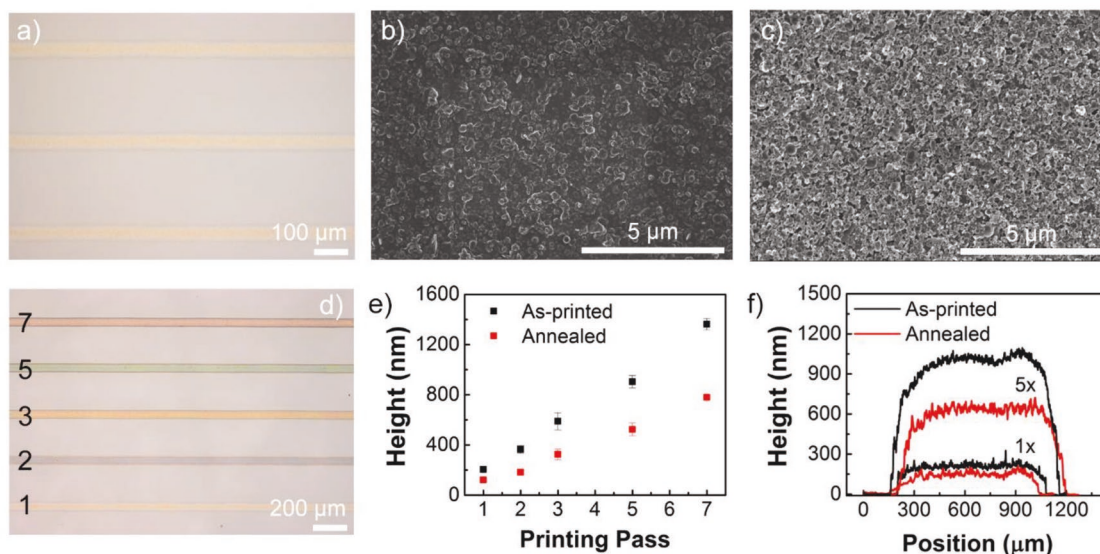 a)
100 µm
b)
5 µm
c)
5 µm
d)
7
5
3
2
1
200 µm
e)
1600
1200
800
400
0
Height (nm)
As-printed
Annealed
1 2 3 4 5 6 7
Printing Pass
f)
1500
1200
900
600
300
0
Height (nm)
As-printed
Annealed
5x
1x
0 300 600 900 1200
Position (µm)